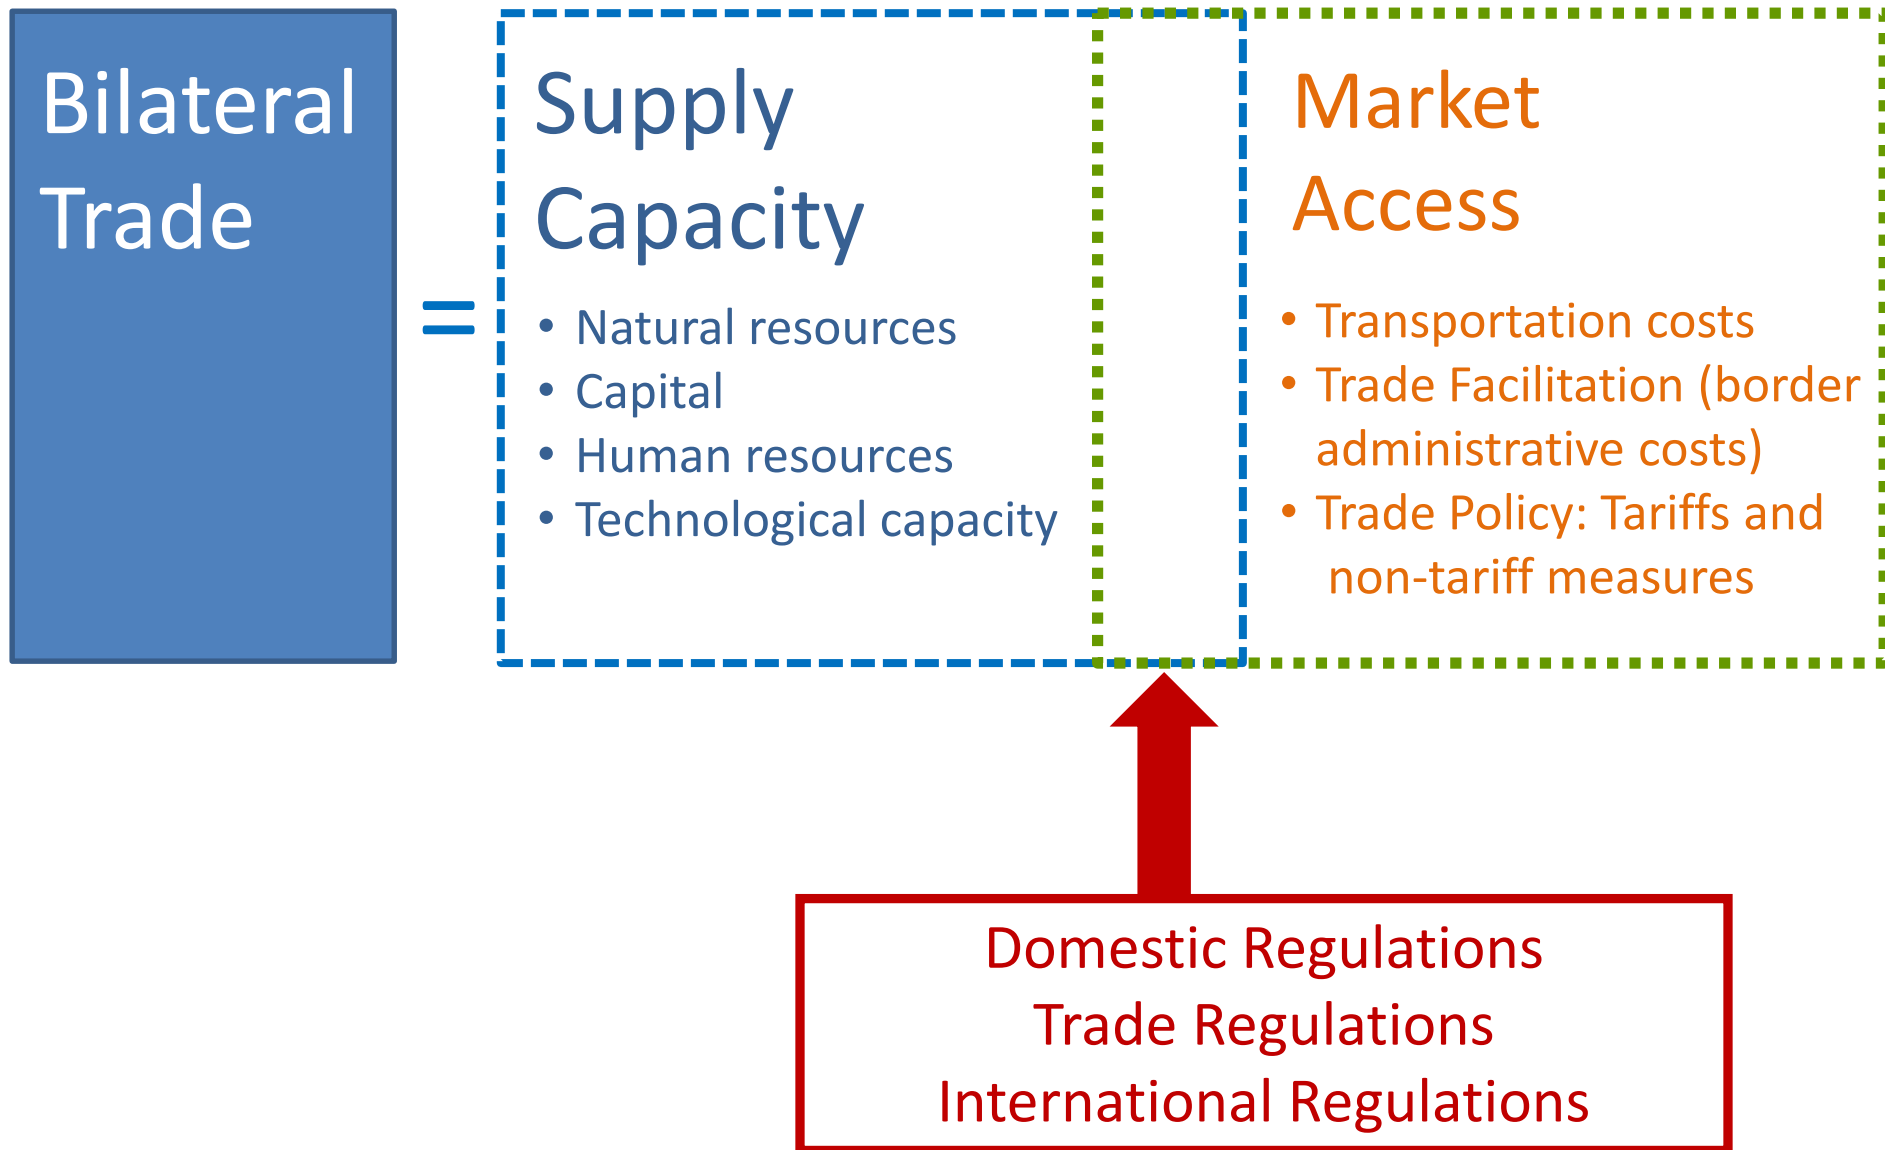 Bilateral
Trade
=
Supply
Capacity
• Natural resources
• Capital
• Human resources
• Technological capacity
Market
Access
• Transportation costs
• Trade Facilitation (border
administrative costs)
• Trade Policy: Tariffs and
non-tariff measures
Domestic Regulations
Trade Regulations
International Regulations